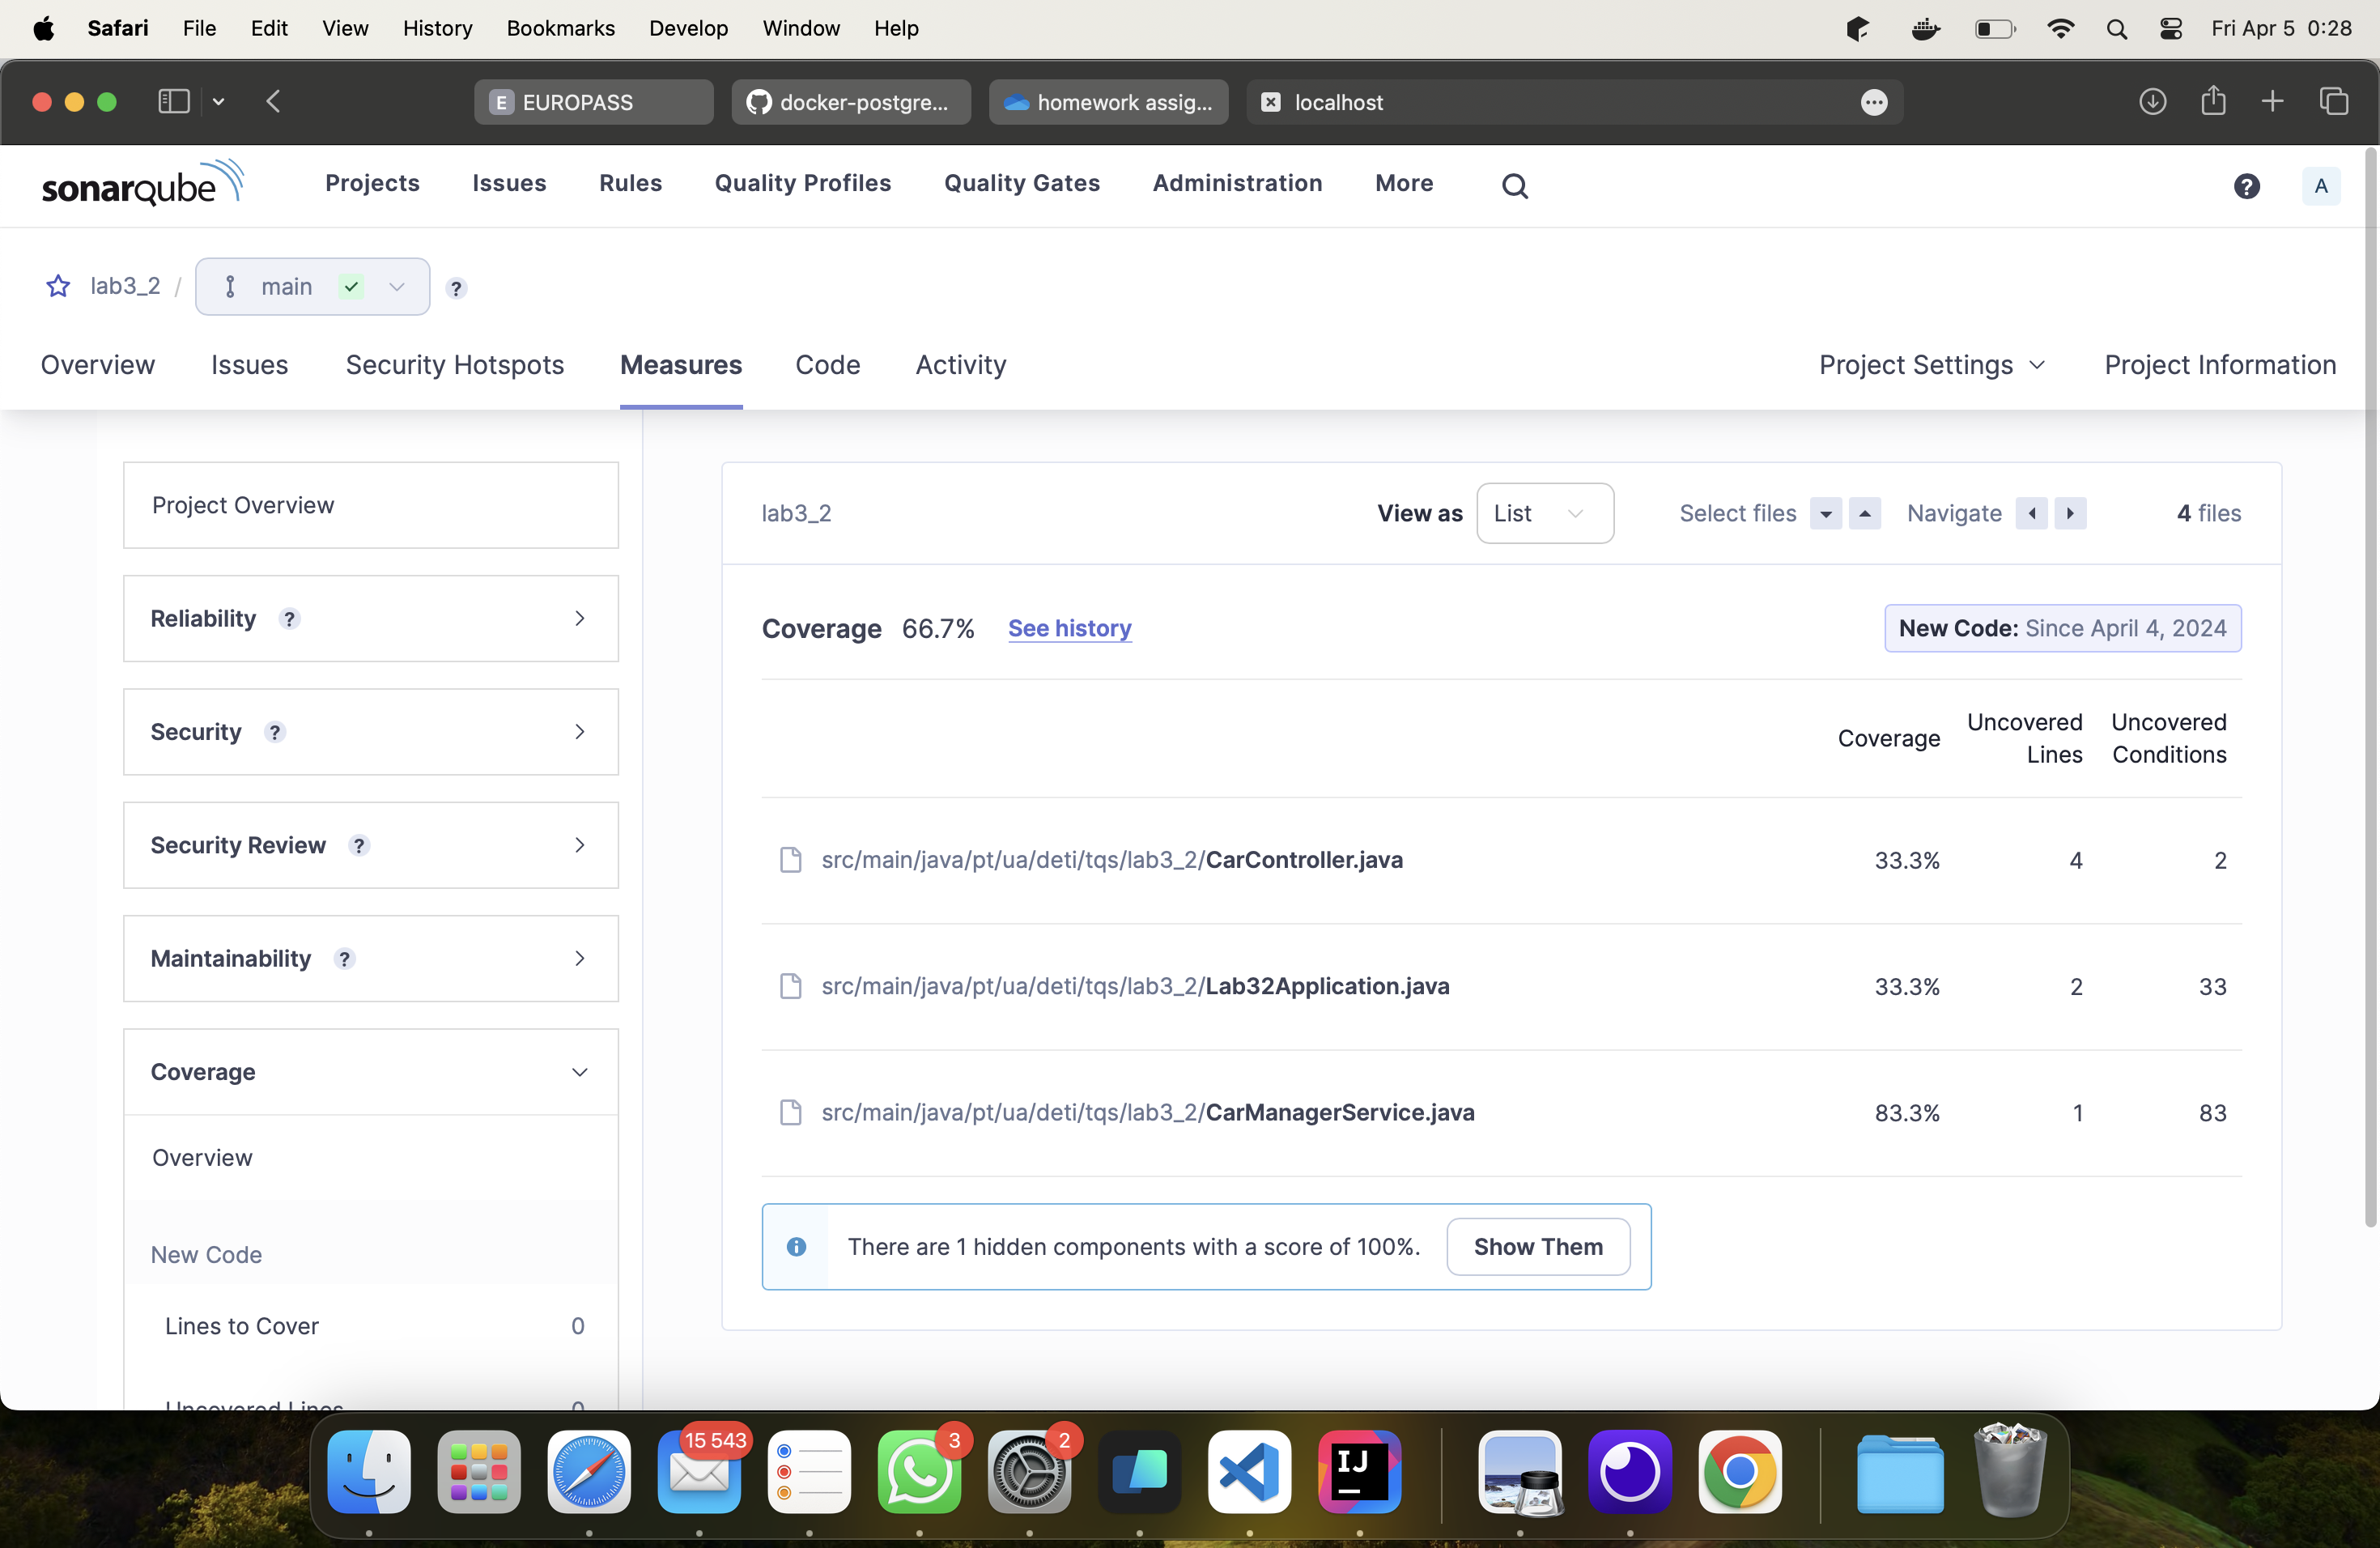 Safari File Edit View History Bookmarks Develop Window Help Fri Apr 5 0:28
E EUROPASS docker-postgre... homework assig... localhost
sonarqube Projects Issues Rules Quality Profiles Quality Gates Administration More ? A
lab3_2 / main ?
Overview Issues Security Hotspots Measures Code Activity Project Settings Project Information
Project Overview
Reliability ?
Security ?
Security Review ?
Maintainability ?
Coverage
Overview
New Code
Lines to Cover 0
Uncovered Lines 0
lab3_2 View as List Select files Navigate 4 files
Coverage 66.7% See history New Code: Since April 4, 2024
Coverage Uncovered Lines Uncovered Conditions
src/main/java/pt/ua/deti/tqs/lab3_2/CarController.java 33.3% 4 2
src/main/java/pt/ua/deti/tqs/lab3_2/Lab32Application.java 33.3% 2 33
src/main/java/pt/ua/deti/tqs/lab3_2/CarManagerService.java 83.3% 1 83
There are 1 hidden components with a score of 100%. Show Them
15 543 3 2 IJ